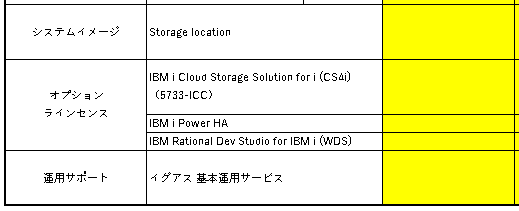 システムイメージ
Storage location
オプション
ラインセンス
IBM i Cloud Storage Solution for i (CS4i)
（5733-ICC）
IBM i Power HA
IBM Rational Dev Studio for IBM i (WDS)
運用サポート
イグアス 基本運用サービス